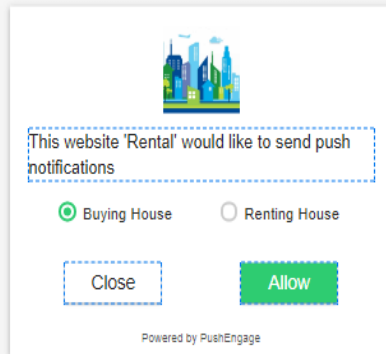 This website 'Rental' would like to send push
notifications
Buying House
Renting House
Close
Allow
Powered by PushEngage